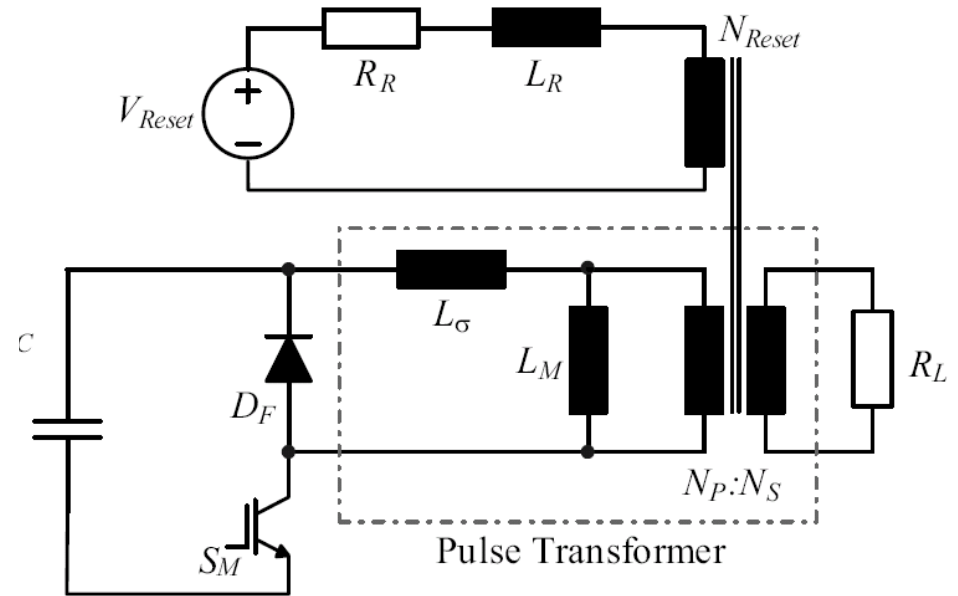 N_Reset
R_R
L_R
V_Reset
+
−
C
L_σ
L_M
R_L
D_F
N_P:N_S
S_M
Pulse Transformer